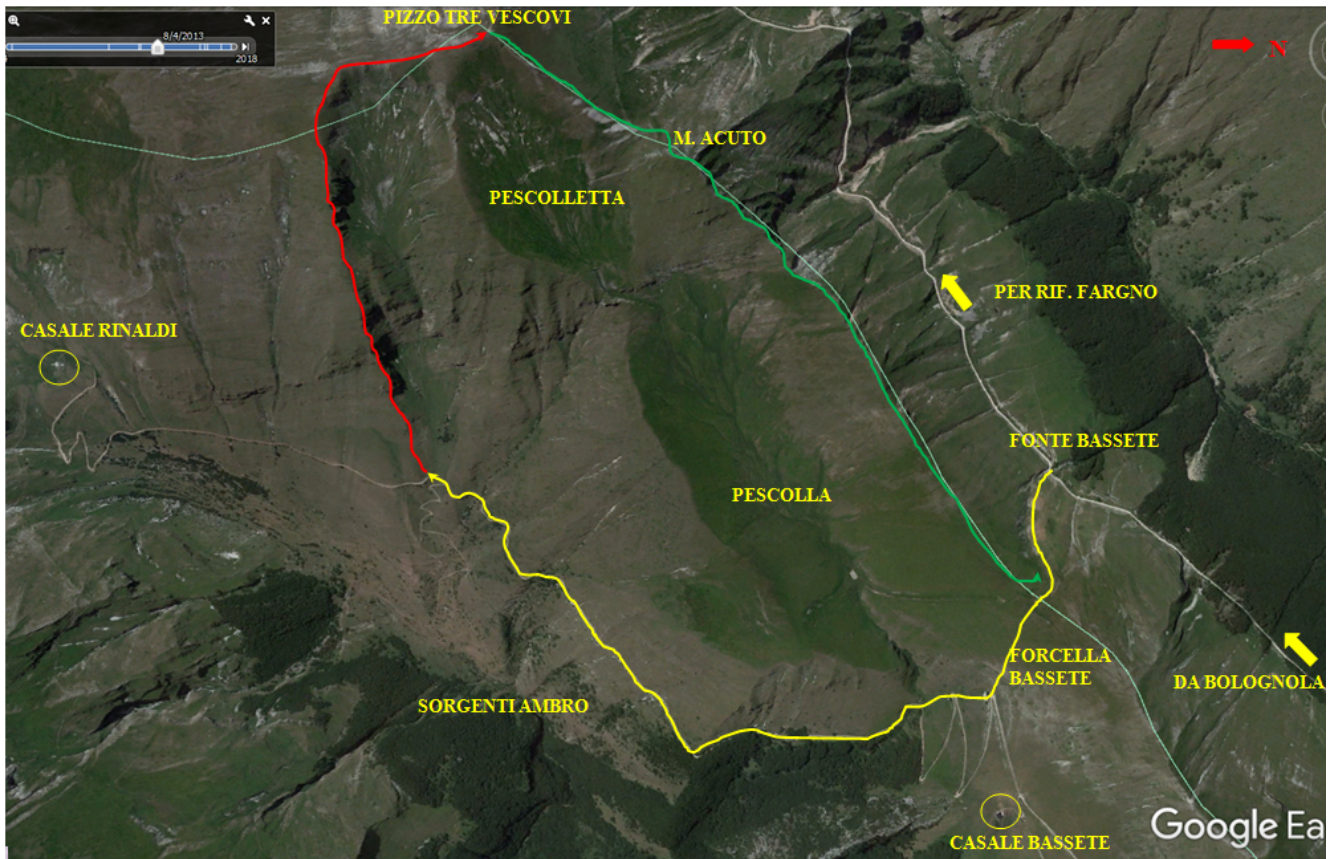 PIZZO TRE VESCOVI
8/4/2013
2018
N
M. ACUTO
PESCOLLETTA
PER RIF. FARGNO
CASALE RINALDI
FONTE BASSETE
PESCOLLA
FORCELLA
BASSETE
DA BOLOGNOLA
SORGENTI AMBRO
CASALE BASSETE
Google Ea